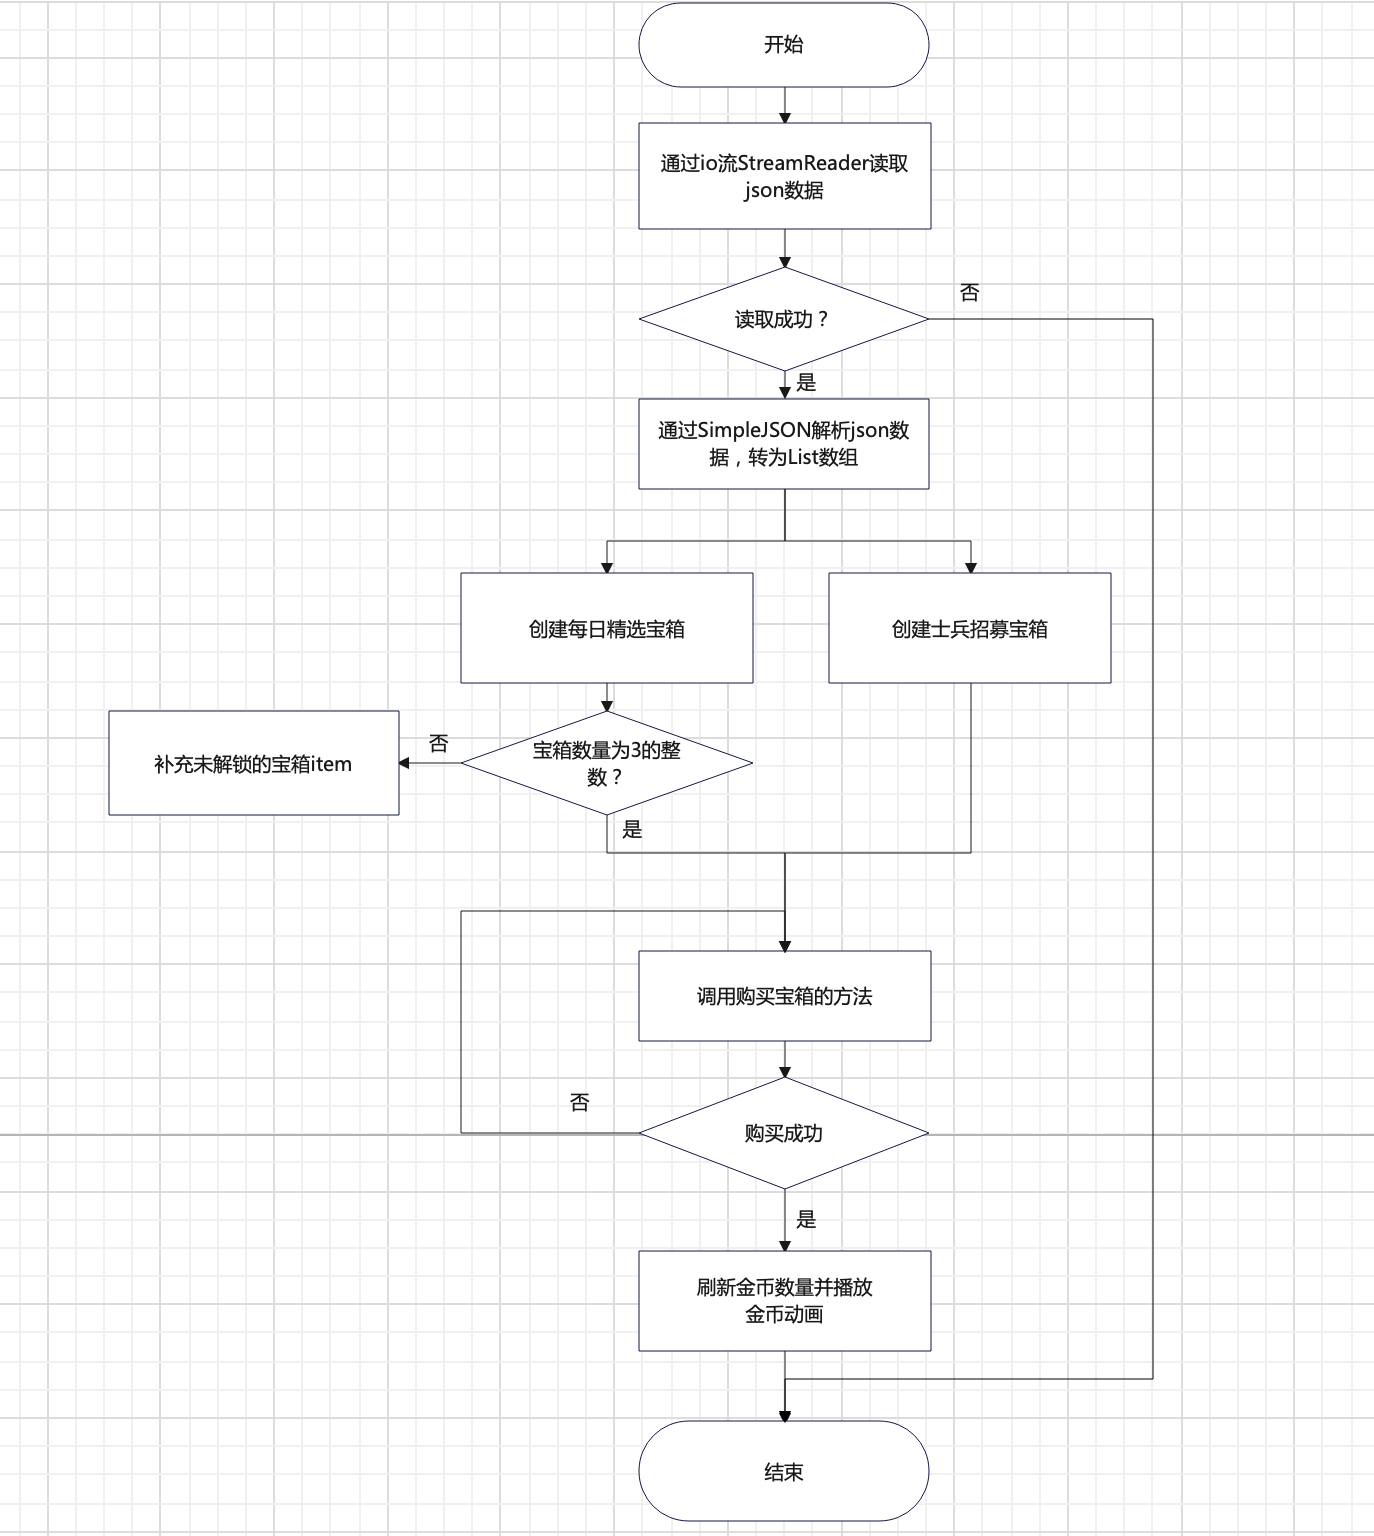 开始
通过io流StreamReader读取
json数据
读取成功？
否
是
通过SimpleJSON解析json数
据，转为List数组
创建每日精选宝箱
创建士兵招募宝箱
补充未解锁的宝箱item
否
宝箱数量为3的整
数？
是
调用购买宝箱的方法
否
购买成功
是
刷新金币数量并播放
金币动画
结束